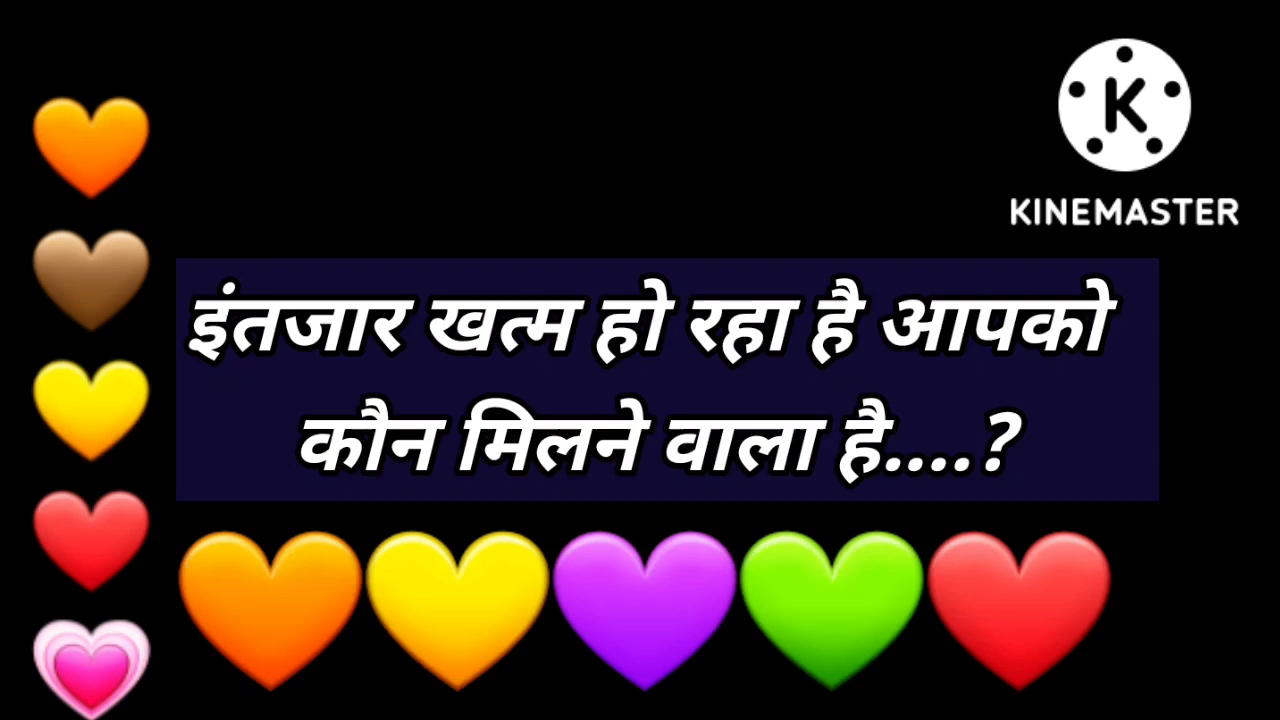 K
KINEMASTER
इंतजार खत्म हो रहा है आपको
कौन मिलने वाला है....?